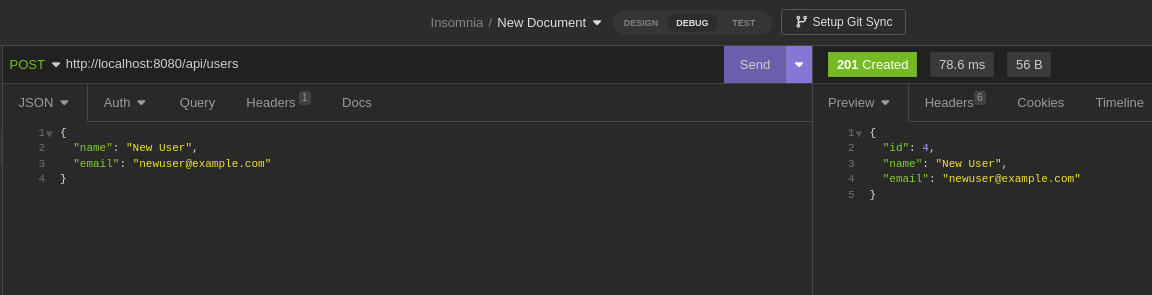 Insomnia / New Document DESIGN DEBUG TEST Setup Git Sync
POST http://localhost:8080/api/users Send 201 Created 78.6 ms 56 B
JSON Auth Query Headers 1 Docs Preview Headers 6 Cookies Timeline
1 {
2 "name": "New User",
3 "email": "newuser@example.com"
4 }
1 {
2 "id": 4,
3 "name": "New User",
4 "email": "newuser@example.com"
5 }